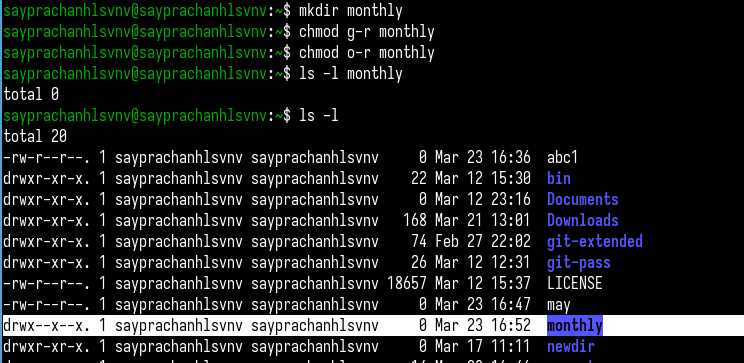 sayprachanhlsvnv@sayprachanhlsvnv:~$ mkdir monthly
sayprachanhlsvnv@sayprachanhlsvnv:~$ chmod g-r monthly
sayprachanhlsvnv@sayprachanhlsvnv:~$ chmod o-r monthly
sayprachanhlsvnv@sayprachanhlsvnv:~$ ls -l monthly
total 0
sayprachanhlsvnv@sayprachanhlsvnv:~$ ls -l
total 20
-rw-r--r--. 1 sayprachanhlsvnv sayprachanhlsvnv     0 Mar 23 16:36  abc1
drwxr-xr-x. 1 sayprachanhlsvnv sayprachanhlsvnv    22 Mar 12 15:30  bin
drwxr-xr-x. 1 sayprachanhlsvnv sayprachanhlsvnv     0 Mar 12 23:16  Documents
drwxr-xr-x. 1 sayprachanhlsvnv sayprachanhlsvnv   168 Mar 21 13:01  Downloads
drwxr-xr-x. 1 sayprachanhlsvnv sayprachanhlsvnv    74 Feb 27 22:02  git-extended
drwxr-xr-x. 1 sayprachanhlsvnv sayprachanhlsvnv    26 Mar 12 12:31  git-pass
-rw-r--r--. 1 sayprachanhlsvnv sayprachanhlsvnv 18657 Mar 12 15:37  LICENSE
-rw-r--r--. 1 sayprachanhlsvnv sayprachanhlsvnv     0 Mar 23 16:47  may
drwx--x--x. 1 sayprachanhlsvnv sayprachanhlsvnv     0 Mar 23 16:52  monthly
drwxr-xr-x. 1 sayprachanhlsvnv sayprachanhlsvnv     0 Mar 17 11:11  newdir